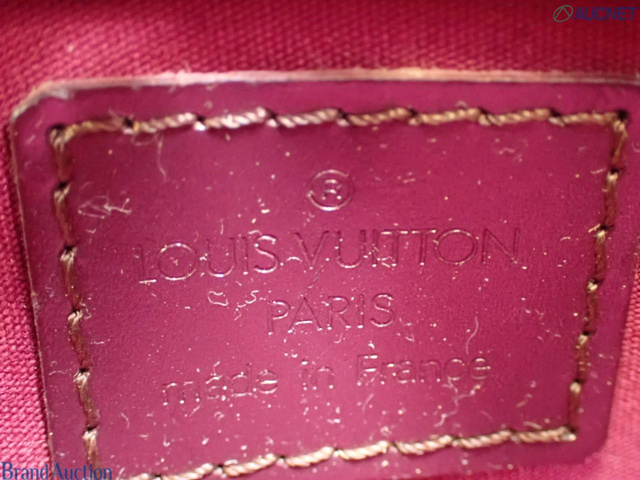 AUCNET
®
LOUIS VUITTON
PARIS
made in France
Brand Auction